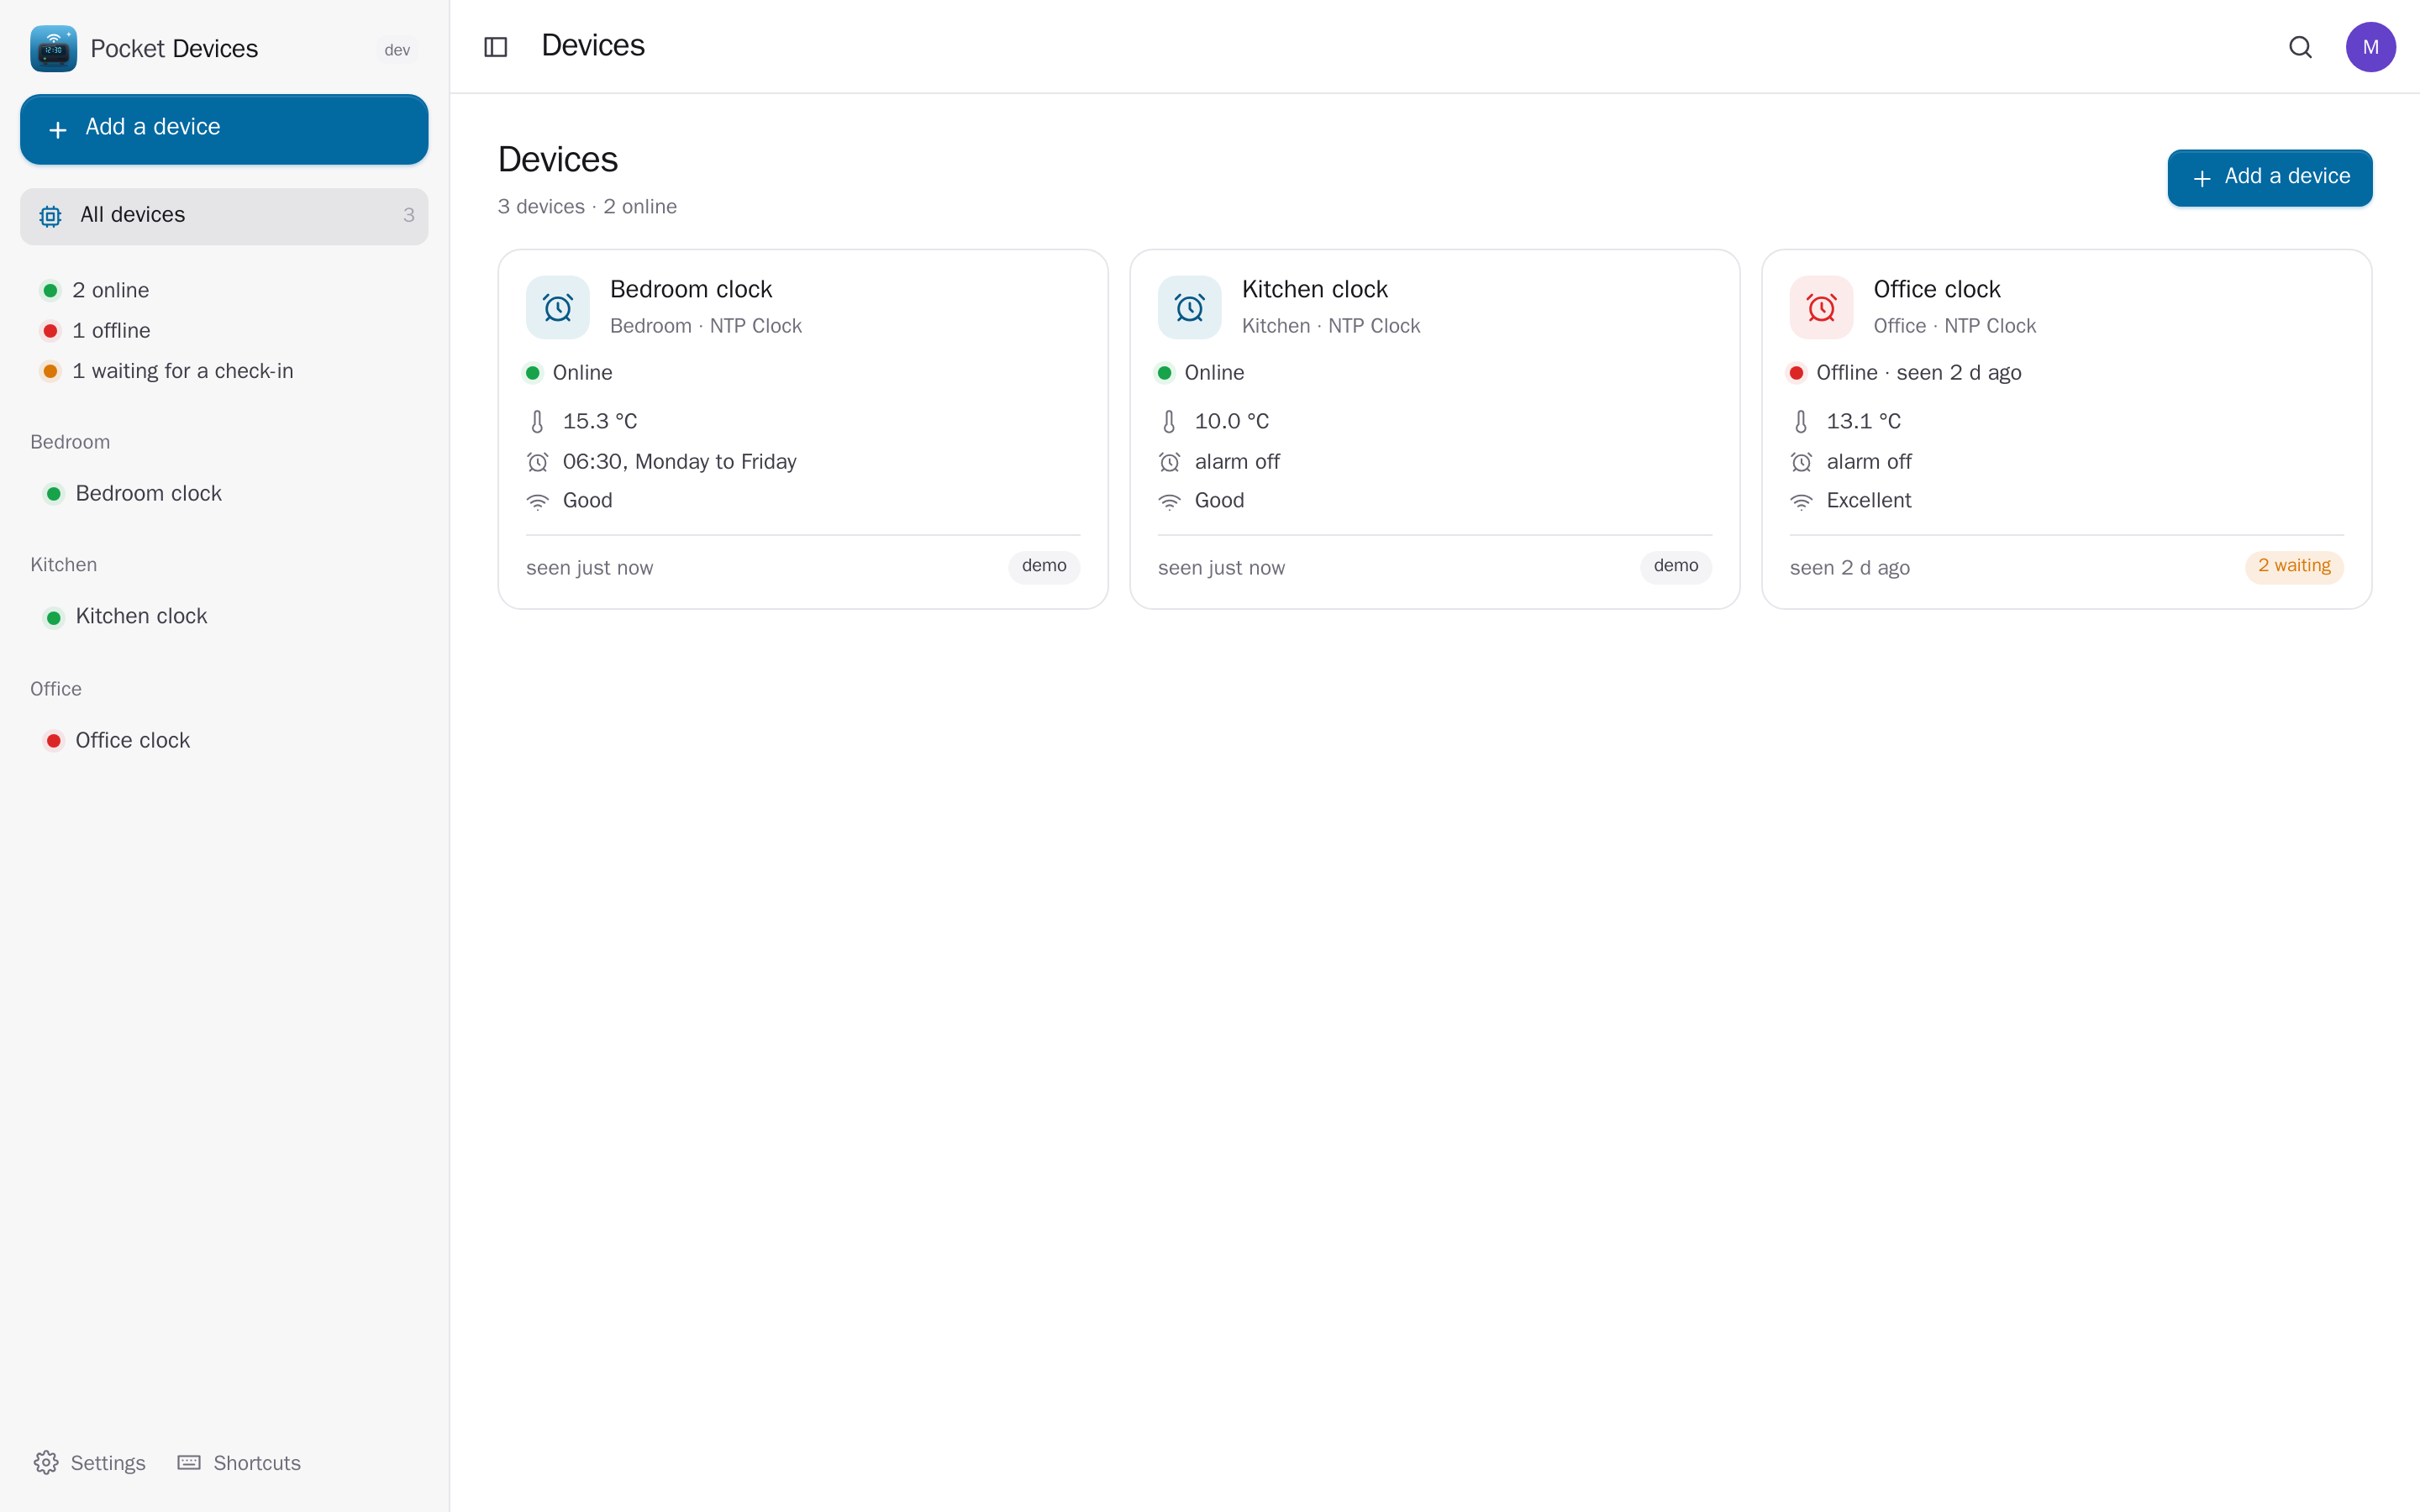 Pocket Devices
dev
Add a device
All devices
3
2 online
1 offline
1 waiting for a check-in
Bedroom
Bedroom clock
Kitchen
Kitchen clock
Office
Office clock
Settings
Shortcuts
Devices
M
Devices
3 devices · 2 online
Add a device
Bedroom clock
Bedroom · NTP Clock
Online
15.3 °C
06:30, Monday to Friday
Good
seen just now
demo
Kitchen clock
Kitchen · NTP Clock
Online
10.0 °C
alarm off
Good
seen just now
demo
Office clock
Office · NTP Clock
Offline · seen 2 d ago
13.1 °C
alarm off
Excellent
seen 2 d ago
2 waiting